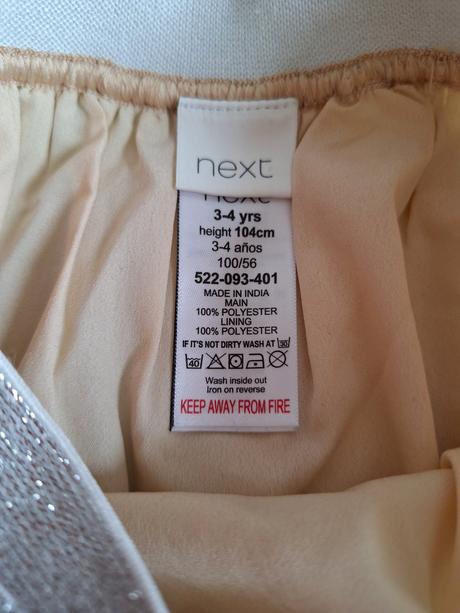 next
next
3-4 yrs
height 104cm
3-4 años
100/56
522-093-401
MADE IN INDIA
MAIN
100% POLYESTER
LINING
100% POLYESTER
IF IT'S NOT DIRTY WASH AT 30
40
Wash inside out
Iron on reverse
KEEP AWAY FROM FIRE